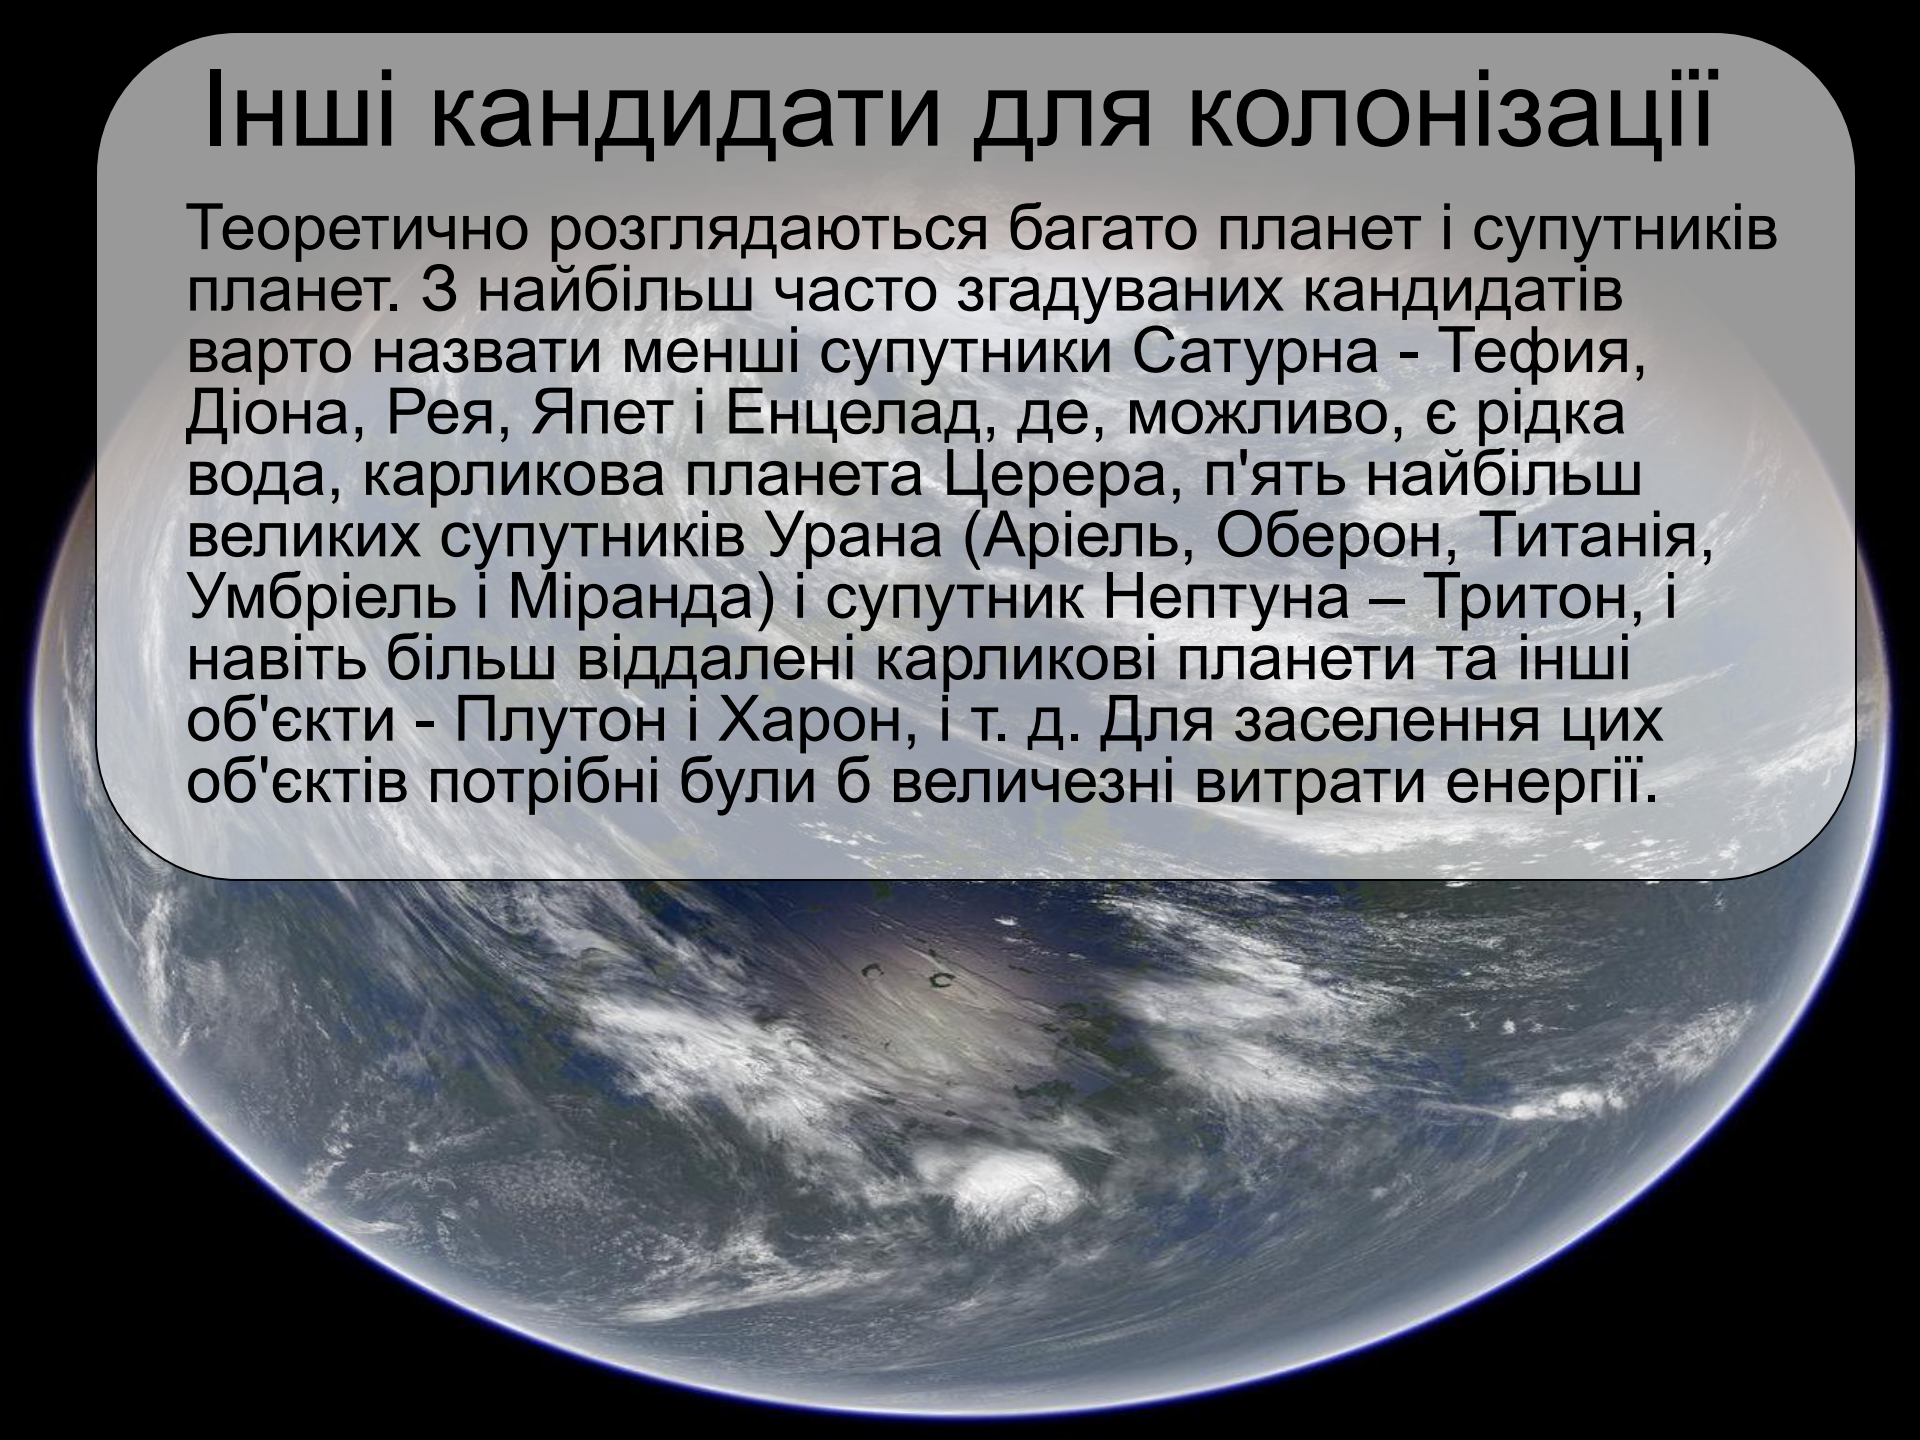 Інші кандидати для колонізації
Теоретично розглядаються багато планет і супутників
планет. З найбільш часто згадуваних кандидатів
варто назвати менші супутники Сатурна - Тефия,
Діона, Рея, Япет і Енцелад, де, можливо, є рідка
вода, карликова планета Церера, п'ять найбільш
великих супутників Урана (Аріель, Оберон, Титанія,
Умбріель і Міранда) і супутник Нептуна – Тритон, і
навіть більш віддалені карликові планети та інші
об'єкти - Плутон і Харон, і т. д. Для заселення цих
об'єктів потрібні були б величезні витрати енергії.